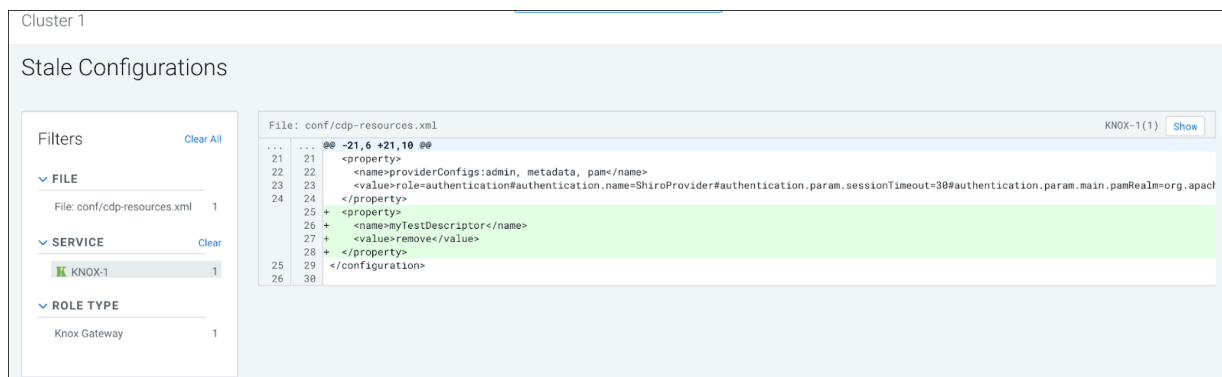 Cluster 1
Stale Configurations
Filters Clear All
FILE
File: conf/cdp-resources.xml 1
SERVICE Clear
KNOX-1 1
ROLE TYPE
Knox Gateway 1
File: conf/cdp-resources.xml KNOX-1(1) Show
... ... @@ -21,6 +21,10 @@
21 21 <property>
22 22 <name>providerConfigs:admin, metadata, pam</name>
23 23 <value>role=authentication#authentication.name=ShiroProvider#authentication.param.sessionTimeout=30#authentication.param.main.pamRealm=org.apach
24 24 </property>
25 + <property>
26 + <name>myTestDescriptor</name>
27 + <value>remove</value>
28 + </property>
25 29 </configuration>
26 30